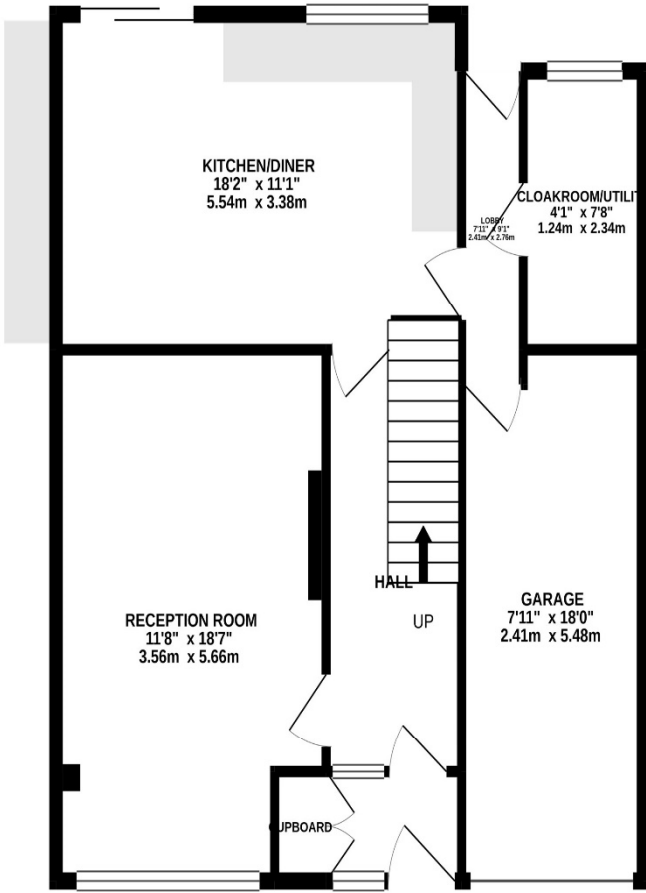 KITCHEN/DINER
18'2" x 11'1"
5.54m x 3.38m
CLOAKROOM/UTILIT
4'1" x 7'8"
1.24m x 2.34m
LOBBY
7'11" x 9'1"
2.41m x 2.76m
HALL
UP
RECEPTION ROOM
11'8" x 18'7"
3.56m x 5.66m
GARAGE
7'11" x 18'0"
2.41m x 5.48m
CUPBOARD